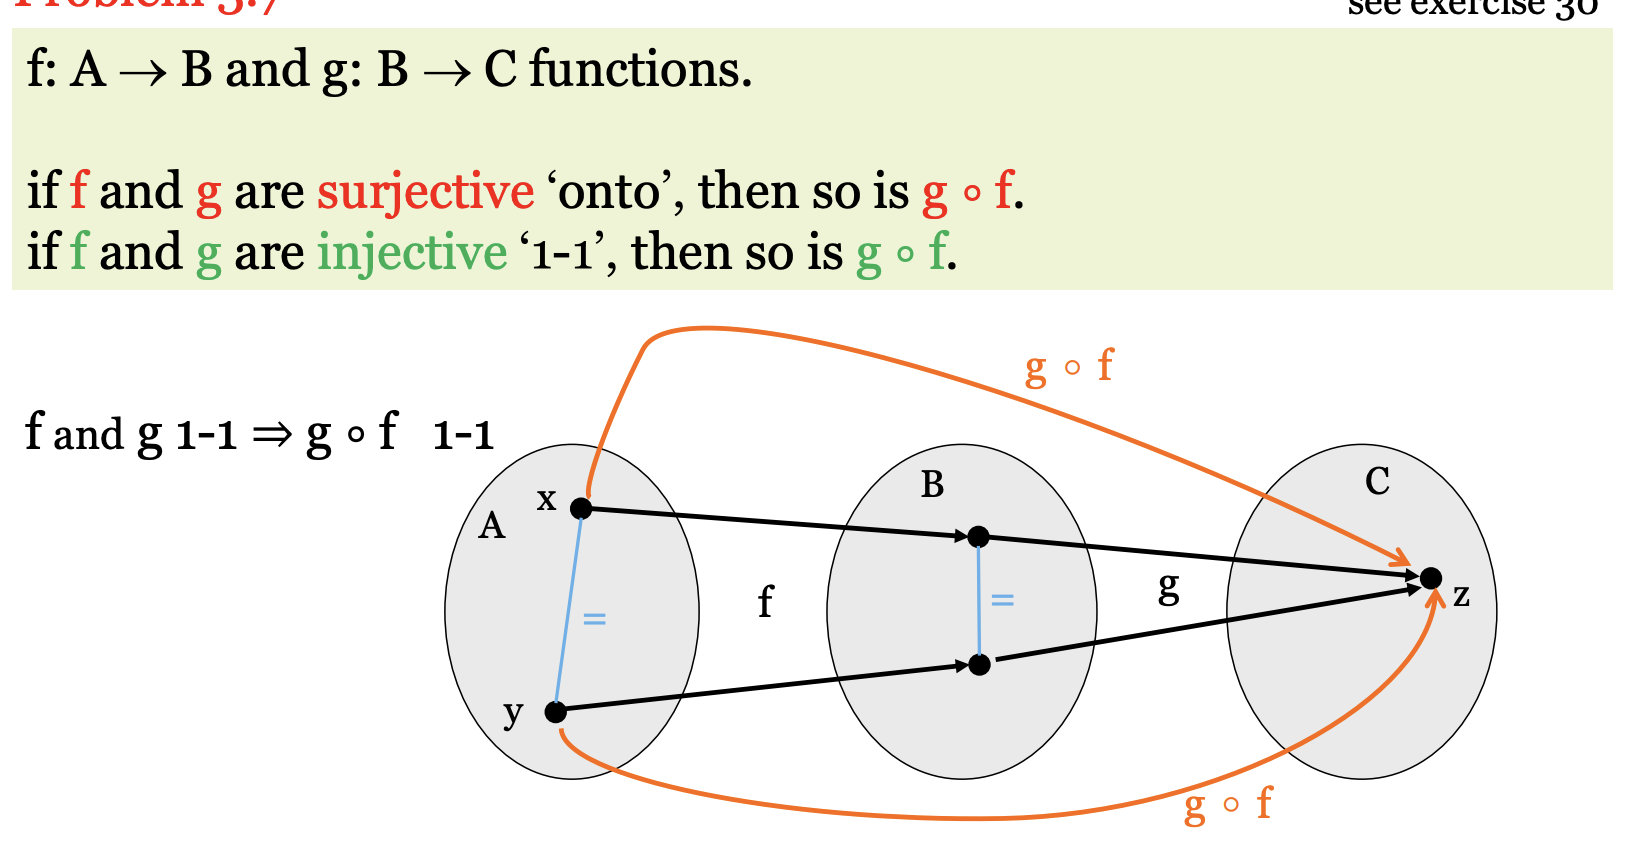 Problem 3.7
see exercise 30
f: A → B and g: B → C functions.
if f and g are surjective ‘onto’, then so is g ∘ f.
if f and g are injective ‘1-1’, then so is g ∘ f.
g ∘ f
f and g 1-1 ⇒ g ∘ f 1-1
B
C
x
A
f
=
=
g
z
y
g ∘ f